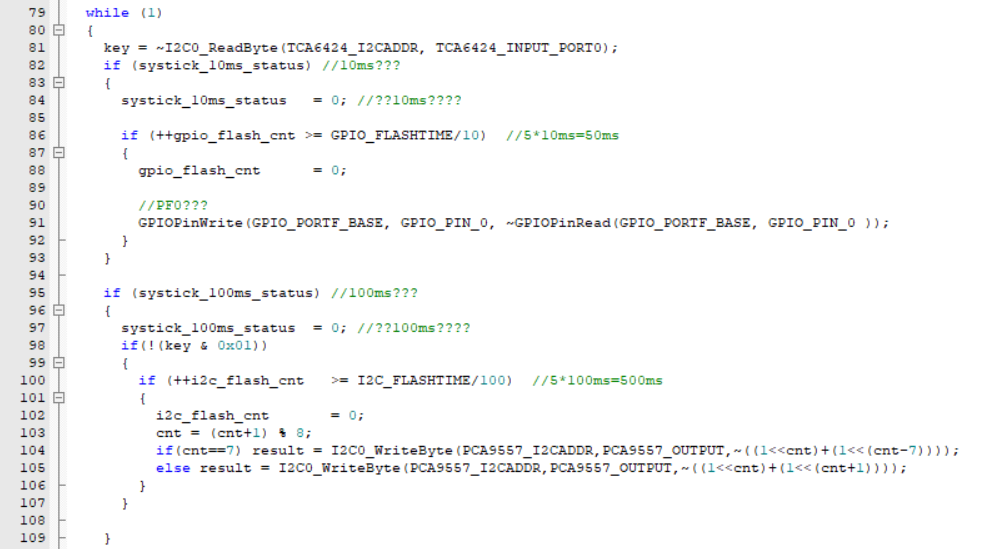 79 while (1)
80 {
81 key = ~I2C0_ReadByte(TCA6424_I2CADDR, TCA6424_INPUT_PORT0);
82 if (systick_10ms_status) //10ms???
83 {
84 systick_10ms_status = 0; //??10ms????
85
86 if (++gpio_flash_cnt >= GPIO_FLASHTIME/10) //5*10ms=50ms
87 {
88 gpio_flash_cnt = 0;
89
90 //PF0???
91 GPIOPinWrite(GPIO_PORTF_BASE, GPIO_PIN_0, ~GPIOPinRead(GPIO_PORTF_BASE, GPIO_PIN_0 ));
92 }
93 }
94
95 if (systick_100ms_status) //100ms???
96 {
97 systick_100ms_status = 0; //??100ms????
98 if(!(key & 0x01))
99 {
100 if (++i2c_flash_cnt >= I2C_FLASHTIME/100) //5*100ms=500ms
101 {
102 i2c_flash_cnt = 0;
103 cnt = (cnt+1) % 8;
104 if(cnt==7) result = I2C0_WriteByte(PCA9557_I2CADDR,PCA9557_OUTPUT,~((1<<cnt)+(1<<(cnt-7))));
105 else result = I2C0_WriteByte(PCA9557_I2CADDR,PCA9557_OUTPUT,~((1<<cnt)+(1<<(cnt+1))));
106 }
107 }
108
109 }